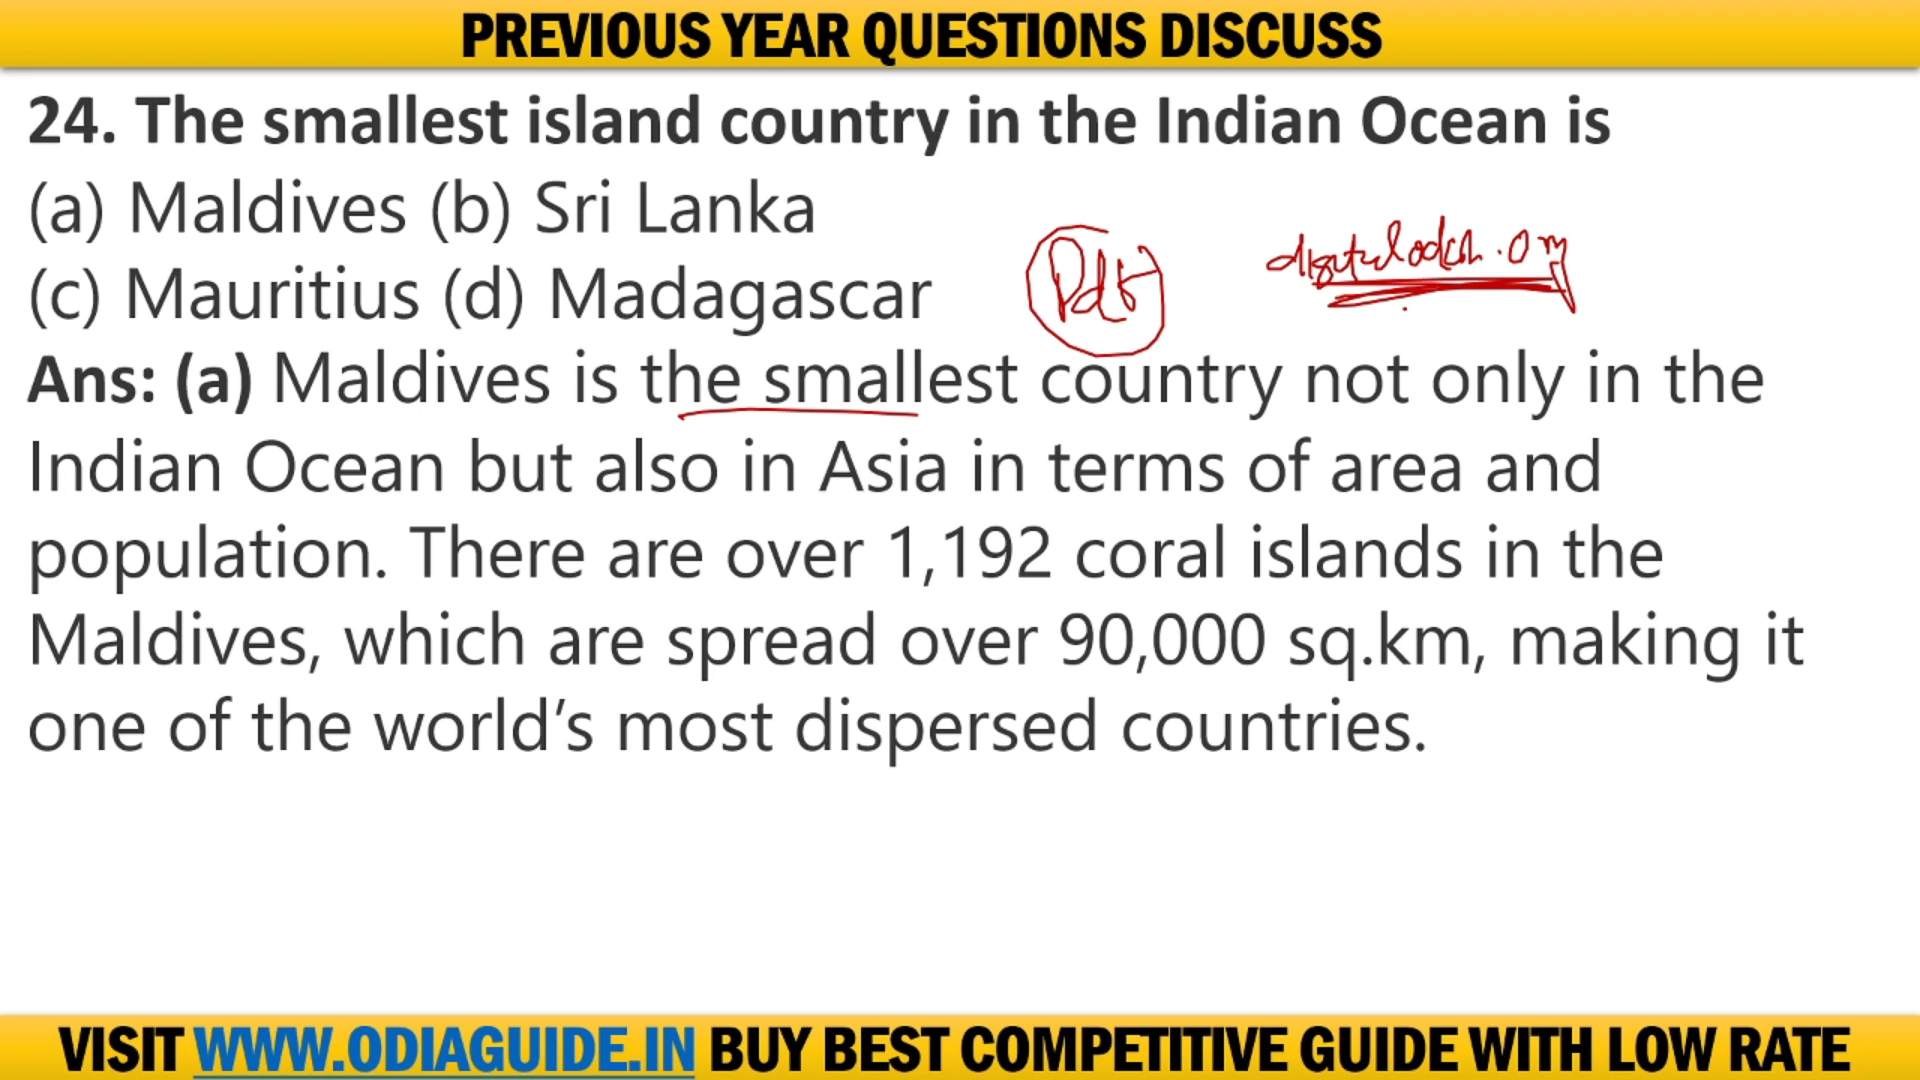 PREVIOUS YEAR QUESTIONS DISCUSS
24. The smallest island country in the Indian Ocean is
(a) Maldives (b) Sri Lanka
(c) Mauritius (d) Madagascar
Pdf
Ans: (a) Maldives is the smallest country not only in the
Indian Ocean but also in Asia in terms of area and
population. There are over 1,192 coral islands in the
Maldives, which are spread over 90,000 sq.km, making it
one of the world’s most dispersed countries.
VISIT WWW.ODIAGUIDE.IN BUY BEST COMPETITIVE GUIDE WITH LOW RATE